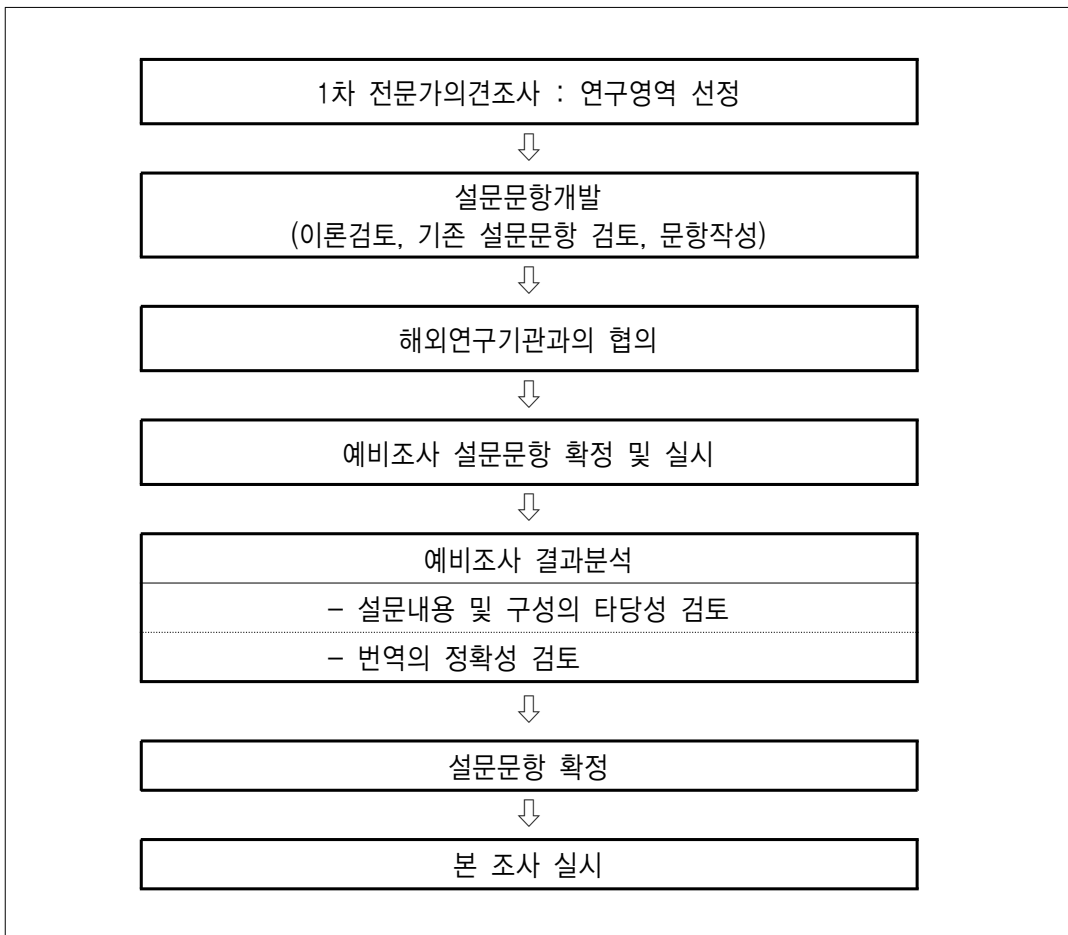 1차 전문가의견조사 : 연구영역 선정
⇩
설문문항개발
(이론검토, 기존 설문문항 검토, 문항작성)
⇩
해외연구기관과의 협의
⇩
예비조사 설문문항 확정 및 실시
⇩
예비조사 결과분석
– 설문내용 및 구성의 타당성 검토
– 번역의 정확성 검토
⇩
설문문항 확정
⇩
본 조사 실시